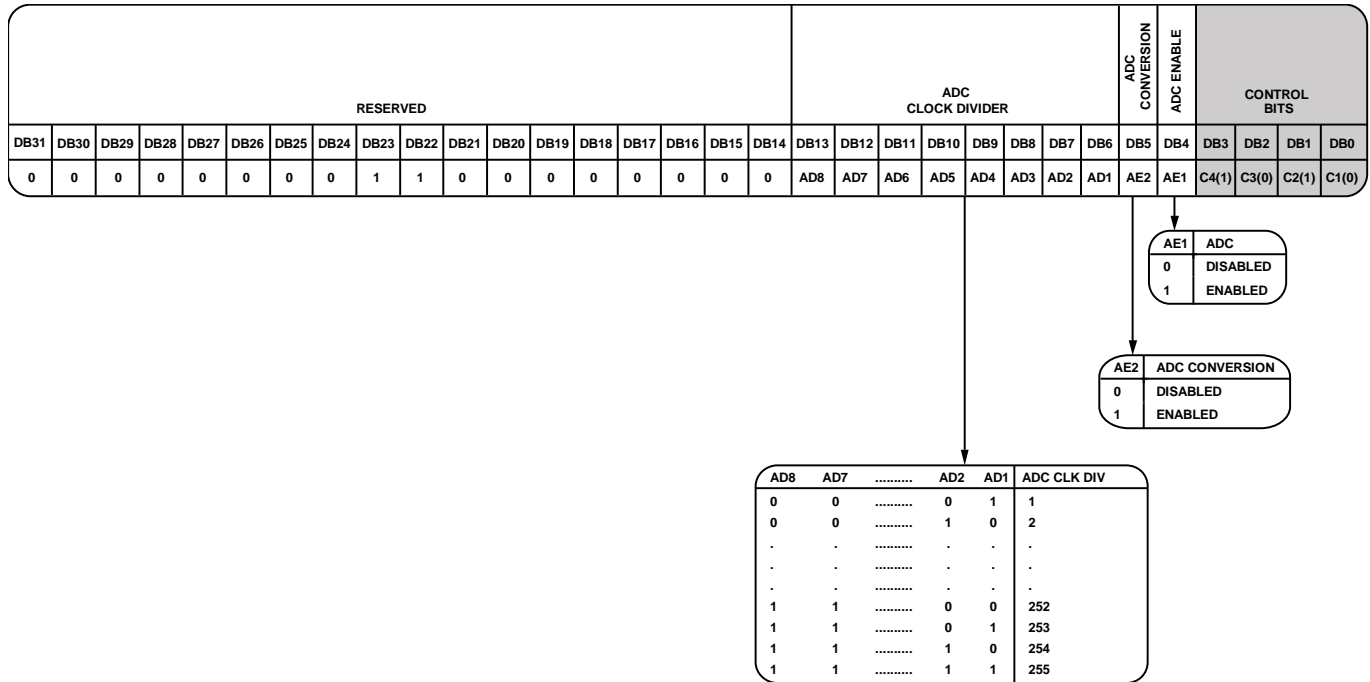 RESERVED
ADC
CLOCK DIVIDER
ADC
CONVERSION
ADC ENABLE
CONTROL
BITS
DB31 DB30 DB29 DB28 DB27 DB26 DB25 DB24 DB23 DB22 DB21 DB20 DB19 DB18 DB17 DB16 DB15 DB14 DB13 DB12 DB11 DB10 DB9 DB8 DB7 DB6 DB5 DB4 DB3 DB2 DB1 DB0
0 0 0 0 0 0 0 0 1 1 0 0 0 0 0 0 0 0 AD8 AD7 AD6 AD5 AD4 AD3 AD2 AD1 AE2 AE1 C4(1) C3(0) C2(1) C1(0)
AE1 ADC
0 DISABLED
1 ENABLED
AE2 ADC CONVERSION
0 DISABLED
1 ENABLED
AD8 AD7 .......... AD2 AD1 ADC CLK DIV
0 0 .......... 0 1 1
0 0 .......... 1 0 2
. . .......... . . .
. . .......... . . .
. . .......... . . .
1 1 .......... 0 0 252
1 1 .......... 0 1 253
1 1 .......... 1 0 254
1 1 .......... 1 1 255